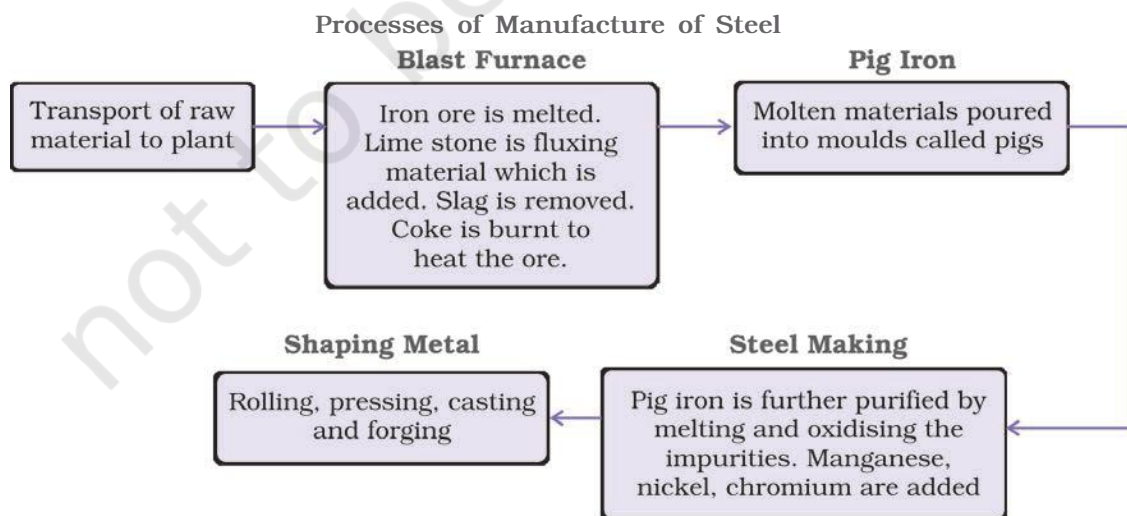 Processes of Manufacture of Steel
Blast Furnace
Pig Iron
Transport of raw
material to plant
Iron ore is melted.
Lime stone is fluxing
material which is
added. Slag is removed.
Coke is burnt to
heat the ore.
Molten materials poured
into moulds called pigs
Shaping Metal
Steel Making
Rolling, pressing, casting
and forging
Pig iron is further purified by
melting and oxidising the
impurities. Manganese,
nickel, chromium are added
not to b